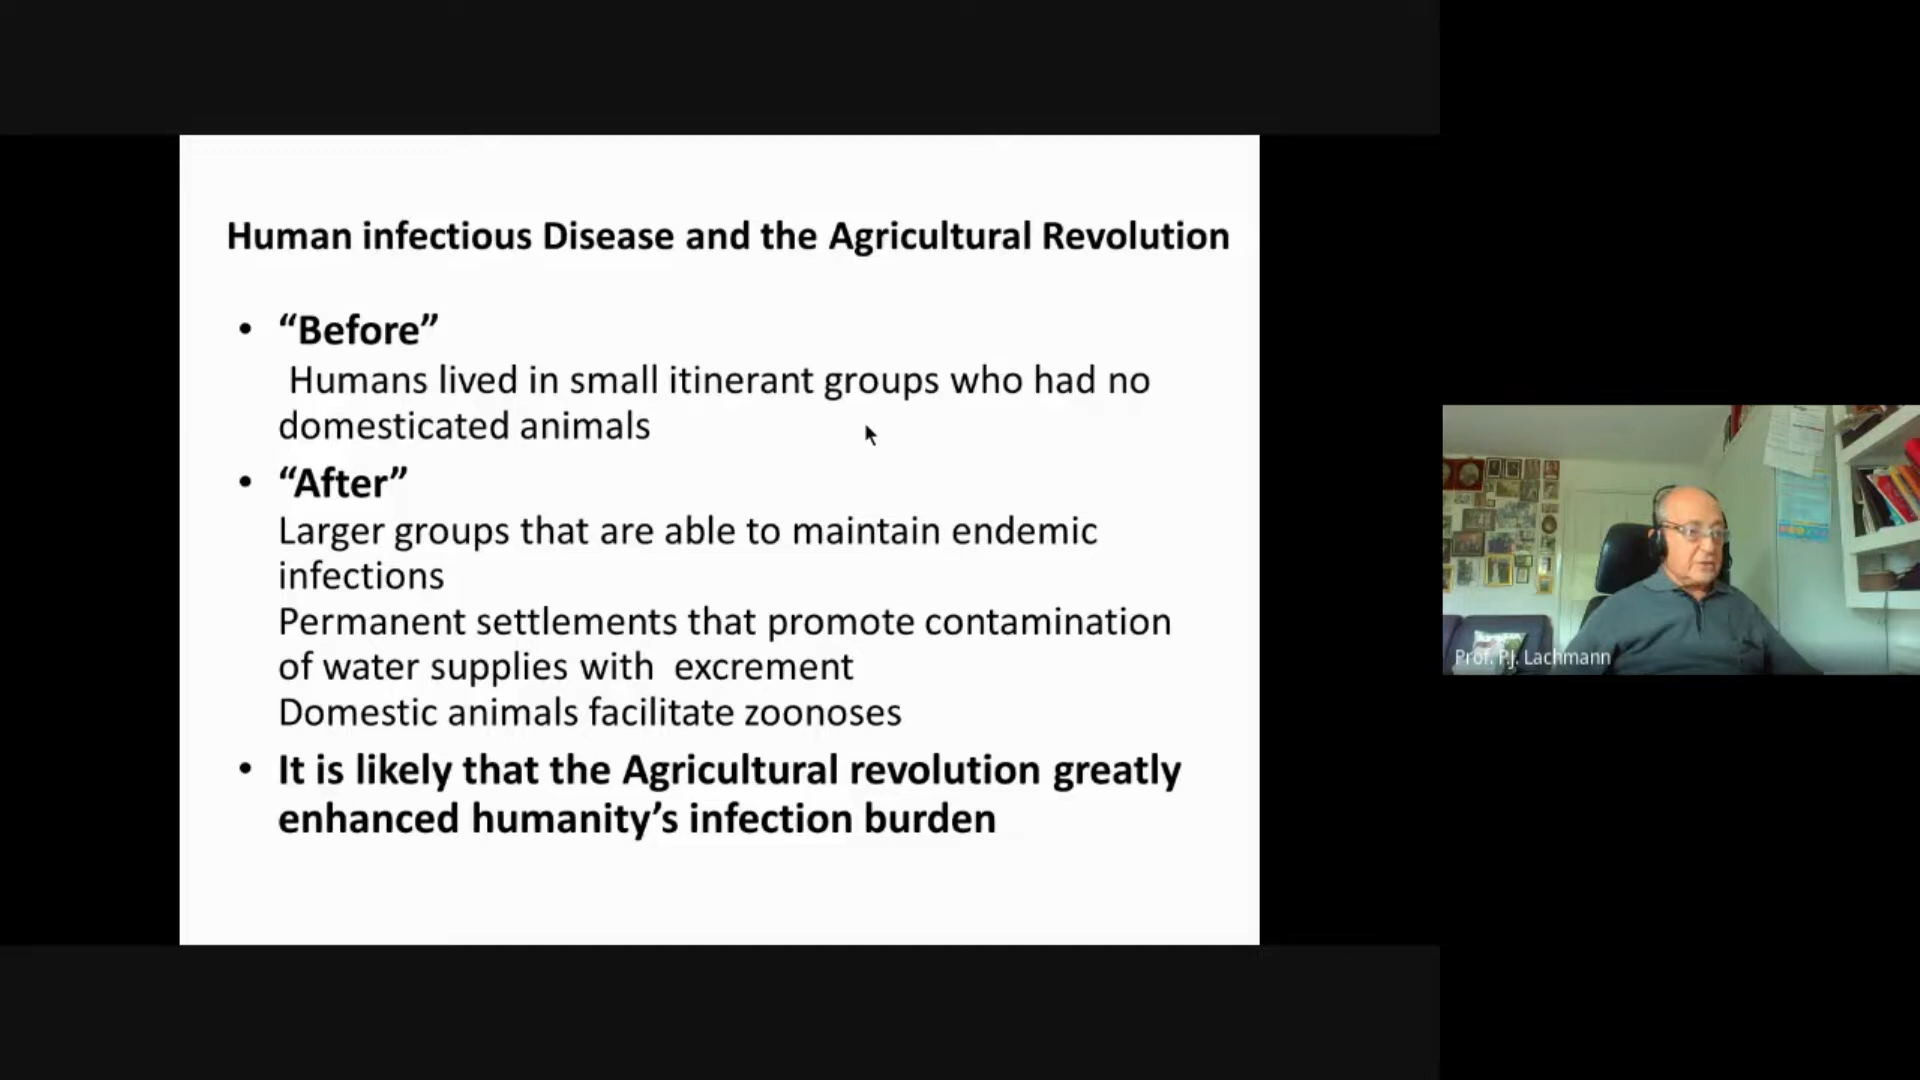 Human infectious Disease and the Agricultural Revolution
• “Before”
Humans lived in small itinerant groups who had no
domesticated animals
• “After”
Larger groups that are able to maintain endemic
infections
Permanent settlements that promote contamination
of water supplies with excrement
Domestic animals facilitate zoonoses
• It is likely that the Agricultural revolution greatly
enhanced humanity’s infection burden
Prof. P.J. Lachmann